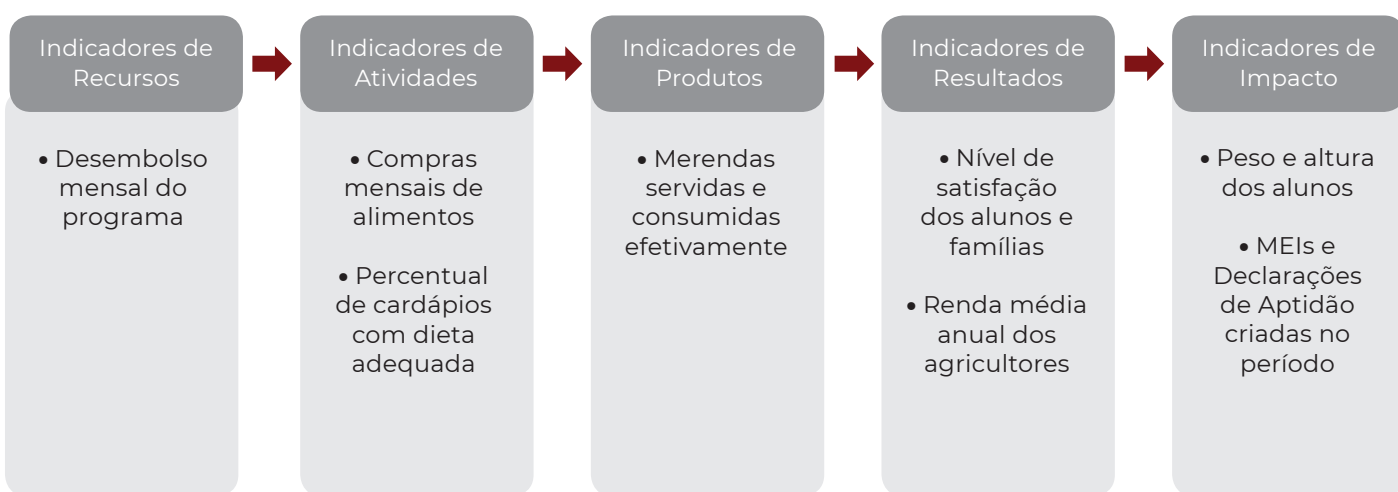 Indicadores de
Recursos
• Desembolso
mensal do
programa
Indicadores de
Atividades
• Compras
mensais de
alimentos
• Percentual
de cardápios
com dieta
adequada
Indicadores de
Produtos
• Merendas
servidas e
consumidas
efetivamente
Indicadores de
Resultados
• Nível de
satisfação
dos alunos e
famílias
• Renda média
anual dos
agricultores
Indicadores de
Impacto
• Peso e altura
dos alunos
• MEIs e
Declarações
de Aptidão
criadas no
período